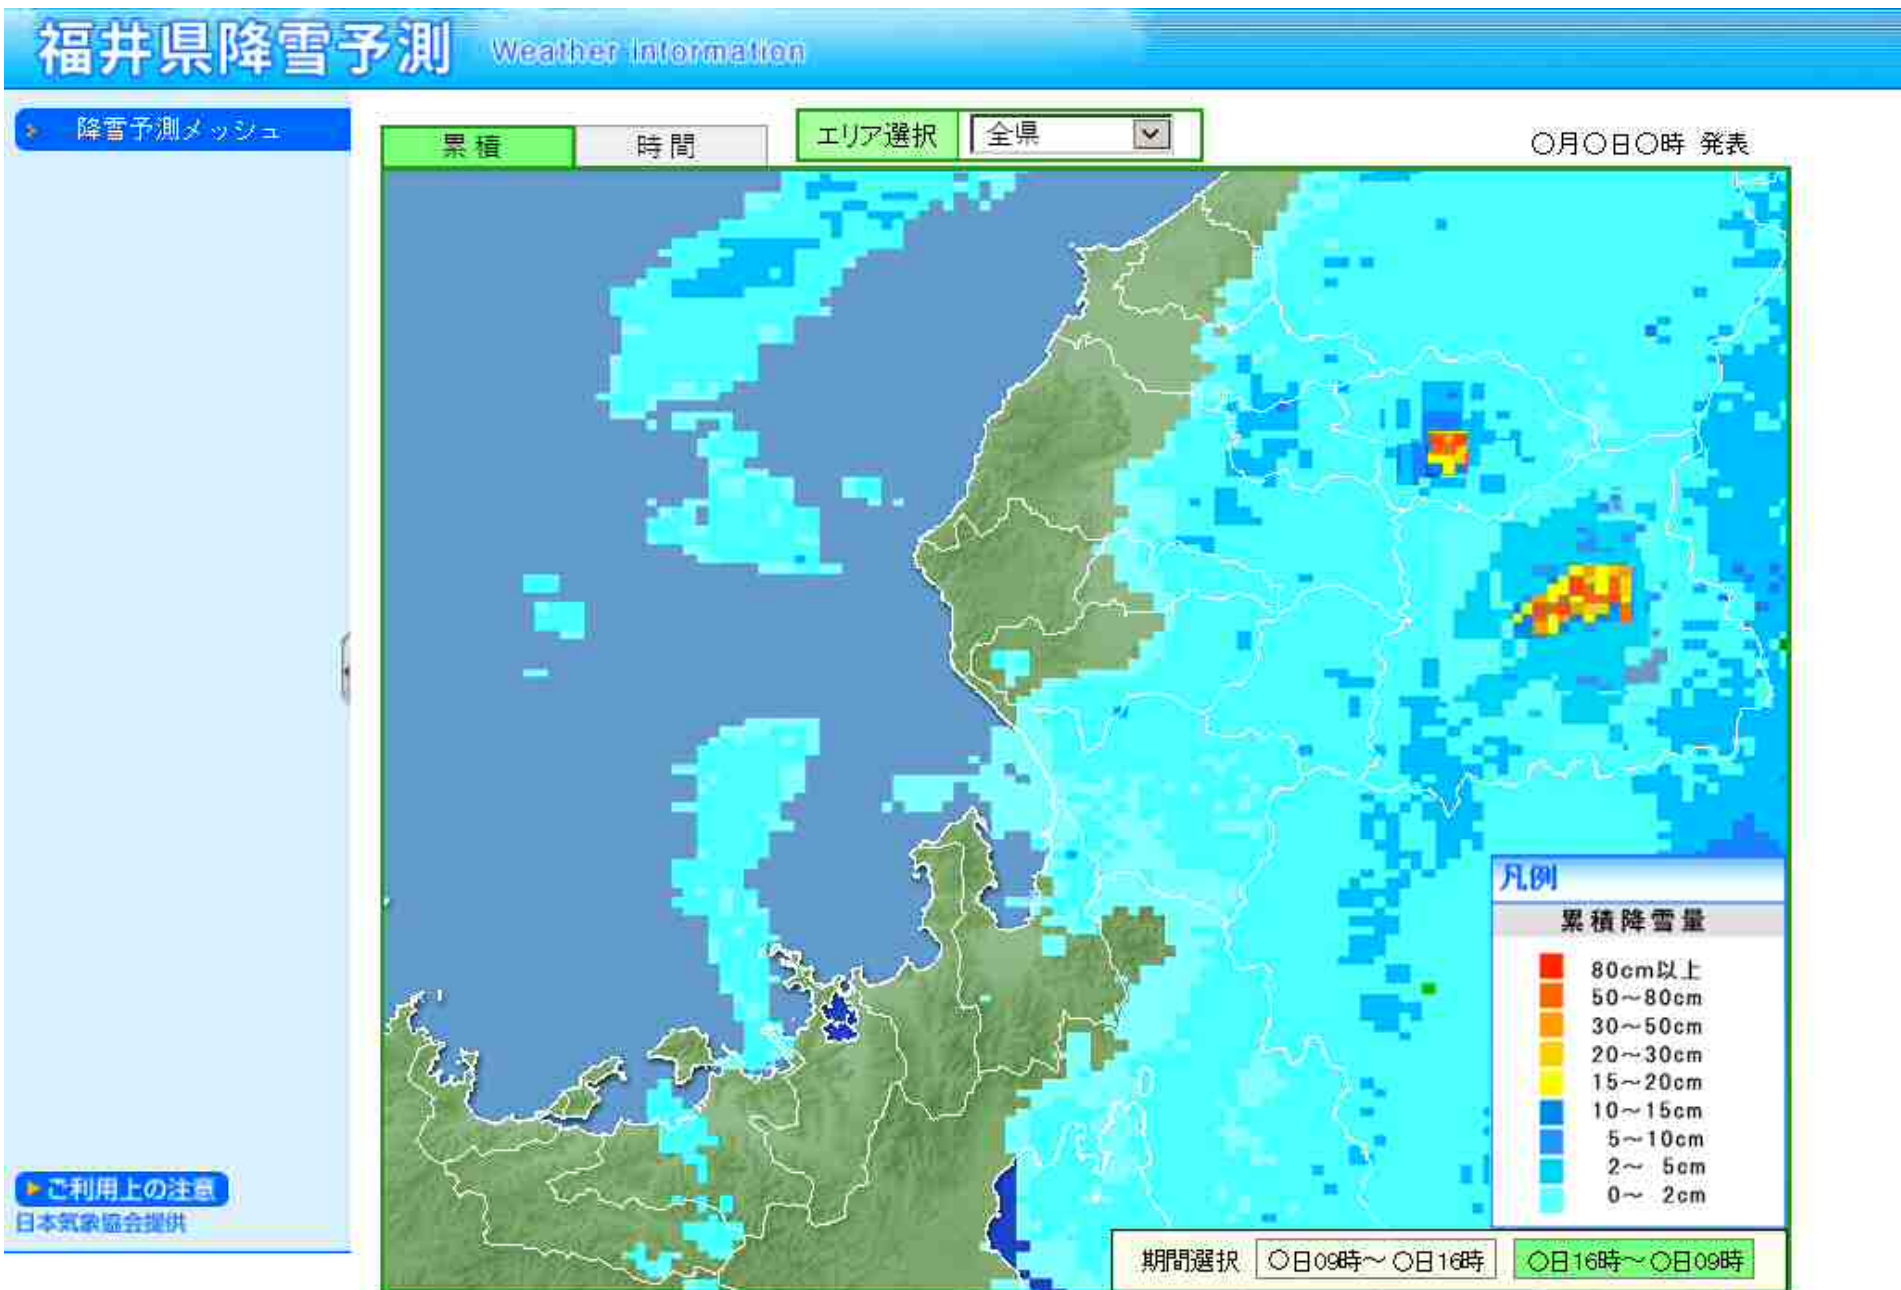 福井県降雪予測 Weather Information
降雪予測メッシュ
累積 時間 エリア選択 全県
○月○日○時 発表
凡例
累積降雪量
80cm以上
50～80cm
30～50cm
20～30cm
15～20cm
10～15cm
5～10cm
2～ 5cm
0～ 2cm
ご利用上の注意
日本気象協会提供
期間選択 ○日09時～○日16時 ○日16時～○日09時